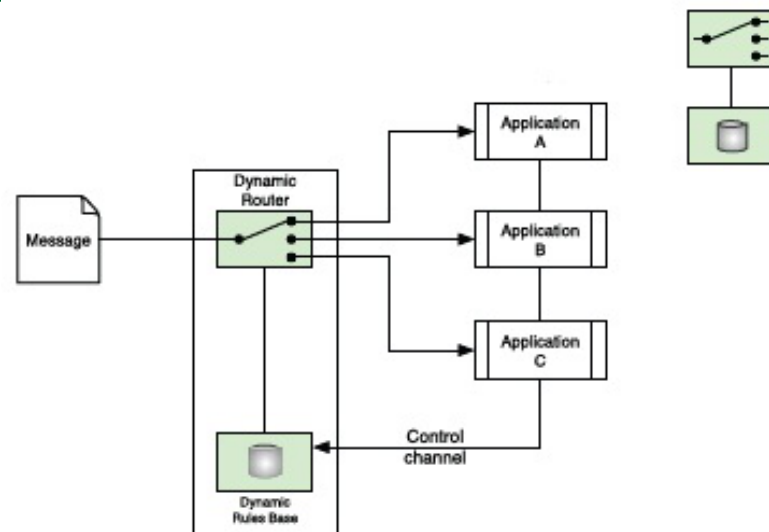 Dynamic
Router
Message
Application
A
Application
B
Application
C
Control
channel
Dynamic
Rules Base